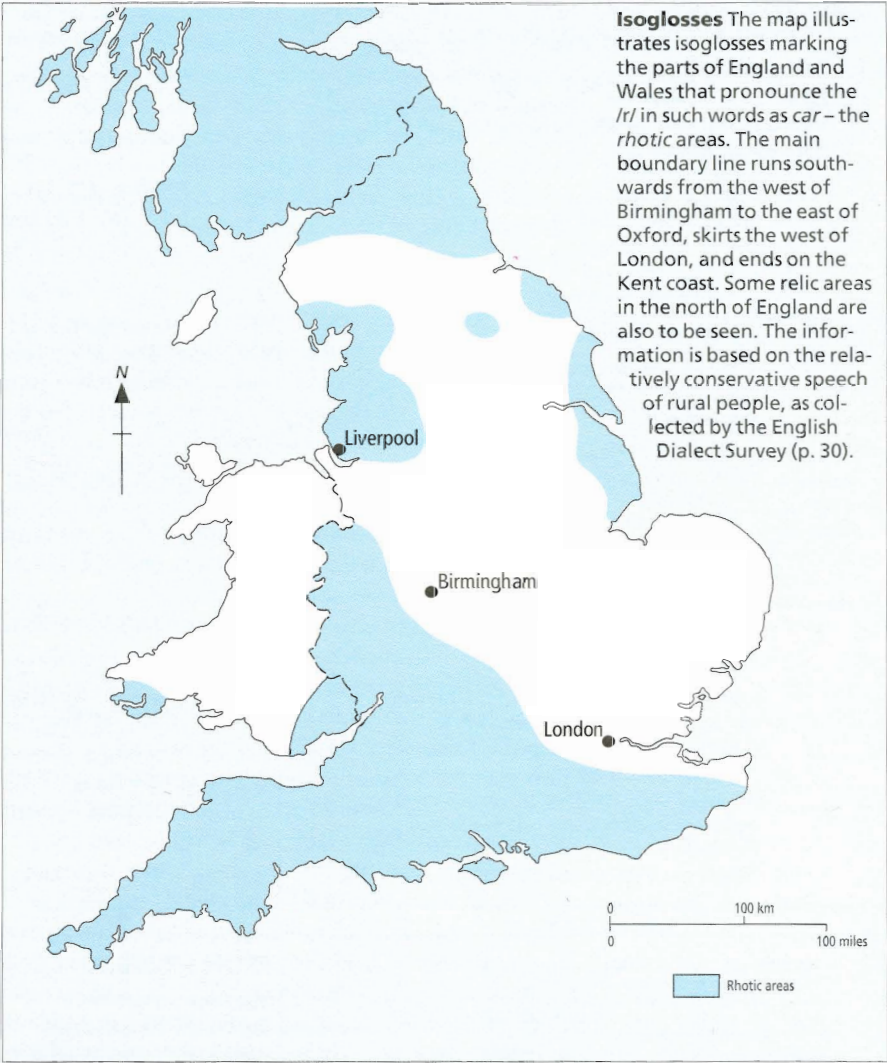 Isoglosses The map illus-
trates isoglosses marking
the parts of England and
Wales that pronounce the
/r/ in such words as car – the
rhotic areas. The main
boundary line runs south-
wards from the west of
Birmingham to the east of
Oxford, skirts the west of
London, and ends on the
Kent coast. Some relic areas
in the north of England are
also to be seen. The infor-
mation is based on the rela-
tively conservative speech
of rural people, as col-
lected by the English
Dialect Survey (p. 30).
N
Liverpool
Birmingham
London
0 100 km
0 100 miles
Rhotic areas